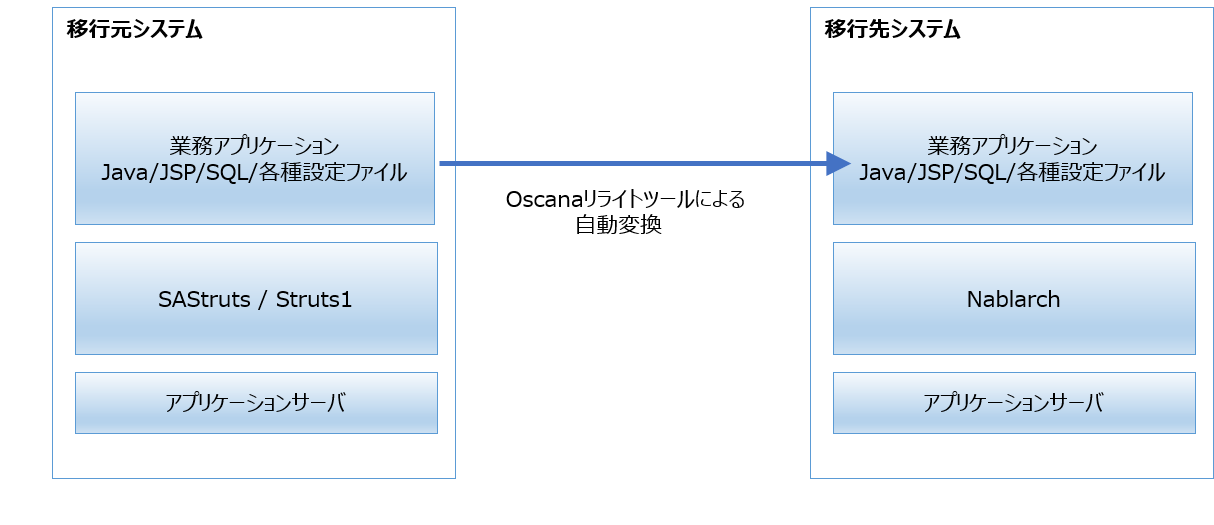 移行元システム
業務アプリケーション
Java/JSP/SQL/各種設定ファイル
SAStruts / Struts1
アプリケーションサーバ
Oscanaリライトツールによる
自動変換
移行先システム
業務アプリケーション
Java/JSP/SQL/各種設定ファイル
Nablarch
アプリケーションサーバ